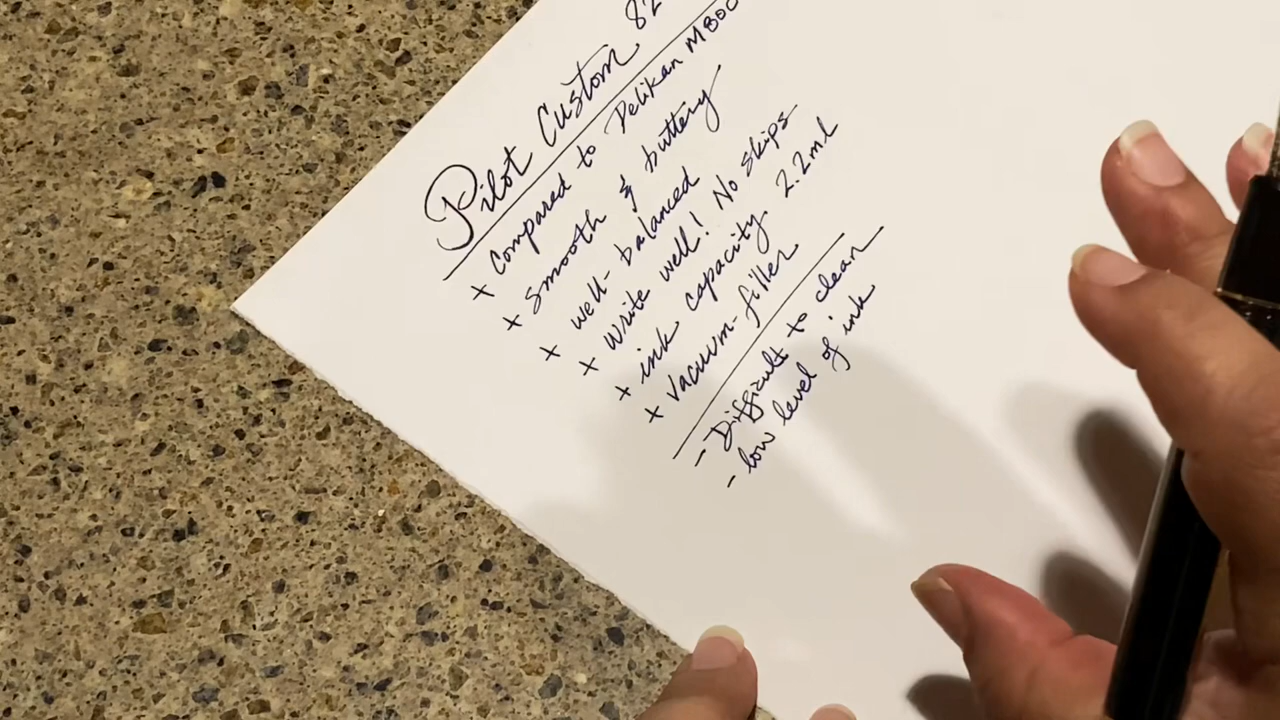 Pilot Custom 82
+ Compared to Pelikan M800
+ smooth & buttery
+ well-balanced
+ Write well! No skips
+ ink capacity 2.2ml
+ Vacuum-filler
- Difficult to clean
- low level of ink